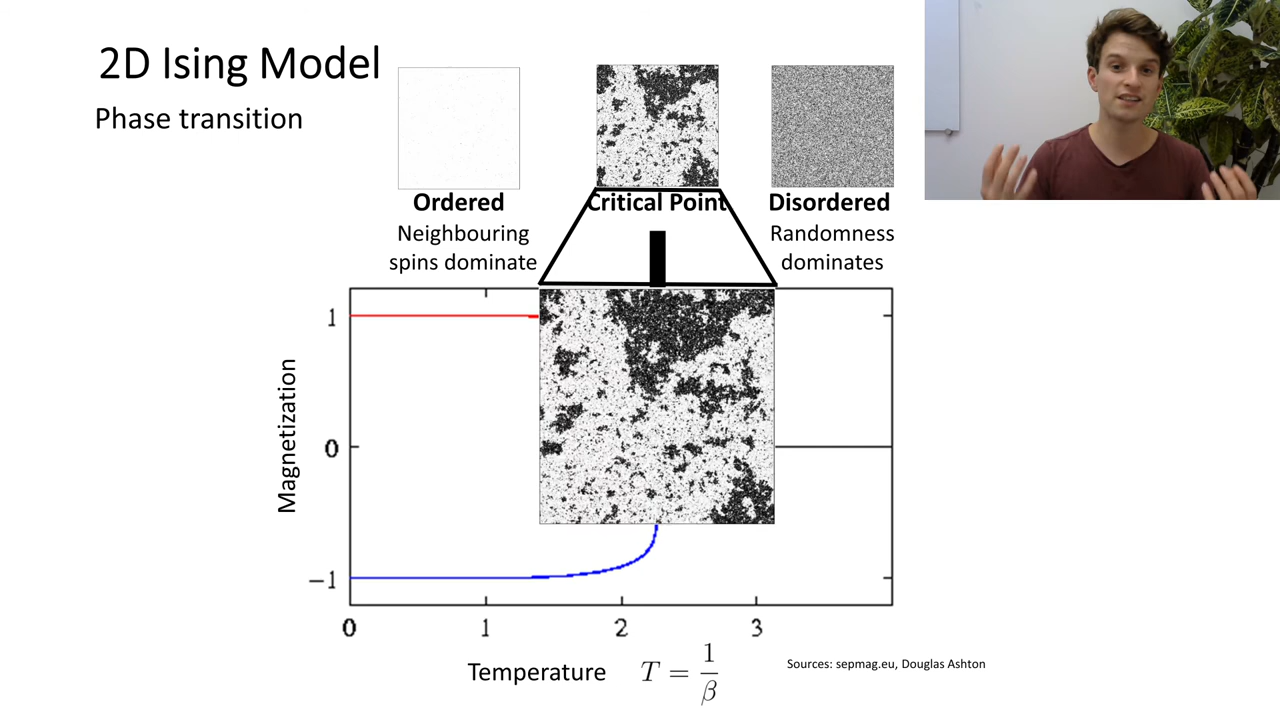 2D Ising Model
Phase transition
Ordered
Neighbouring
spins dominate
Critical Point
Disordered
Randomness
dominates
Magnetization
1
0
−1
0
1
2
3
Temperature
T = 1/β
Sources: sepmag.eu, Douglas Ashton